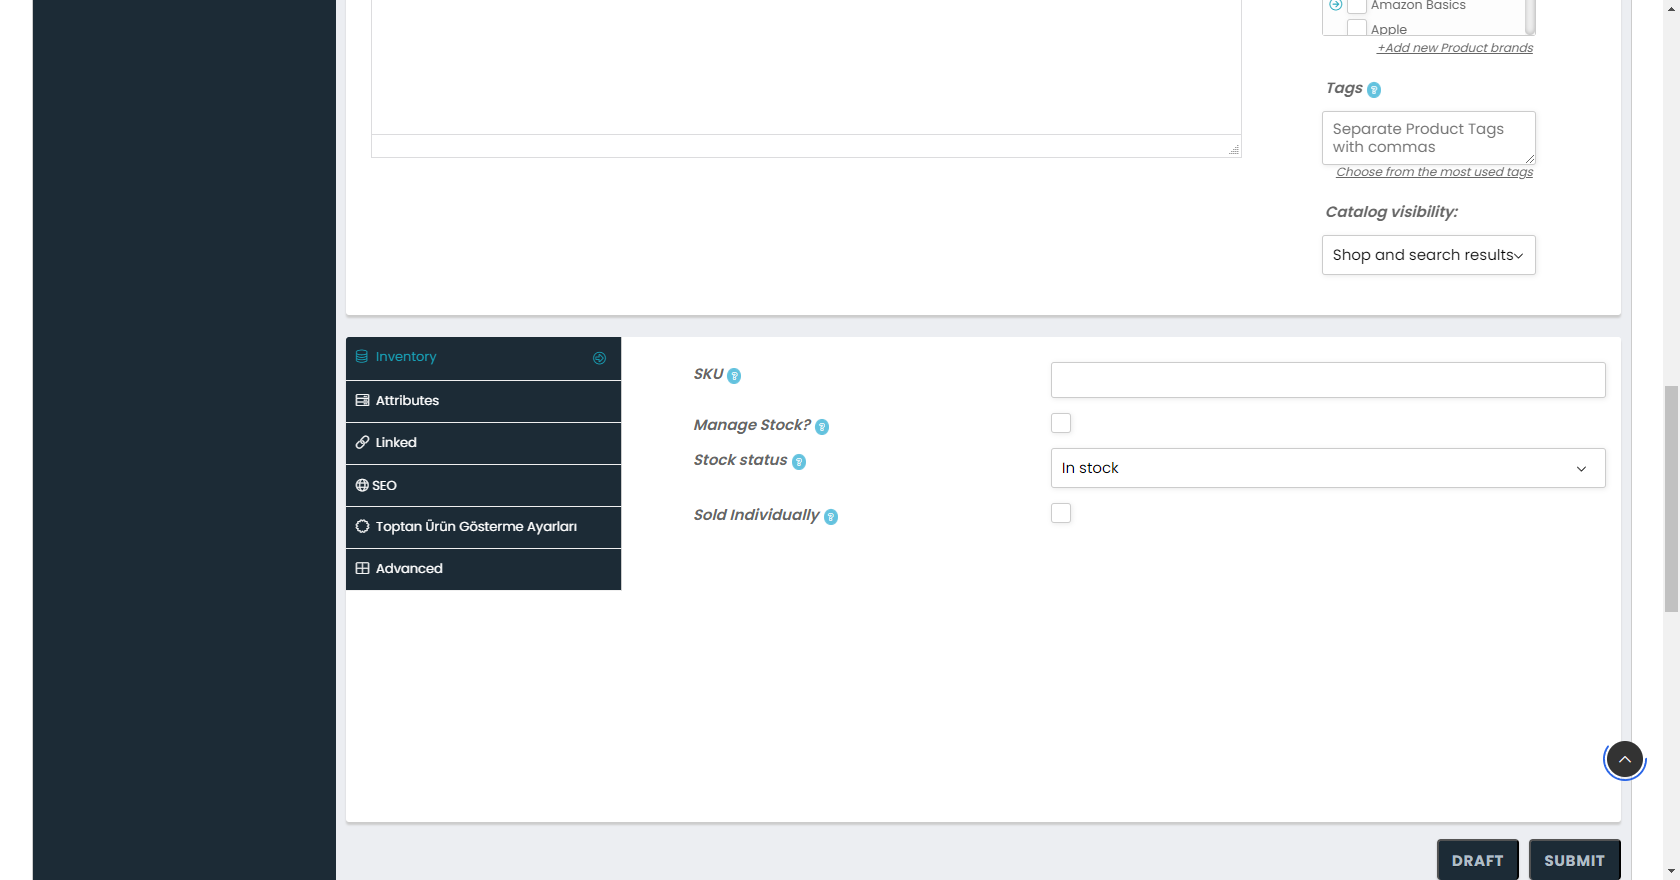 Amazon Basics
Apple
+Add new Product brands
Tags
Separate Product Tags
with commas
Choose from the most used tags
Catalog visibility:
Shop and search results
Inventory
Attributes
Linked
SEO
Toptan Ürün Gösterme Ayarları
Advanced
SKU
Manage Stock?
Stock status
In stock
Sold Individually
DRAFT
SUBMIT